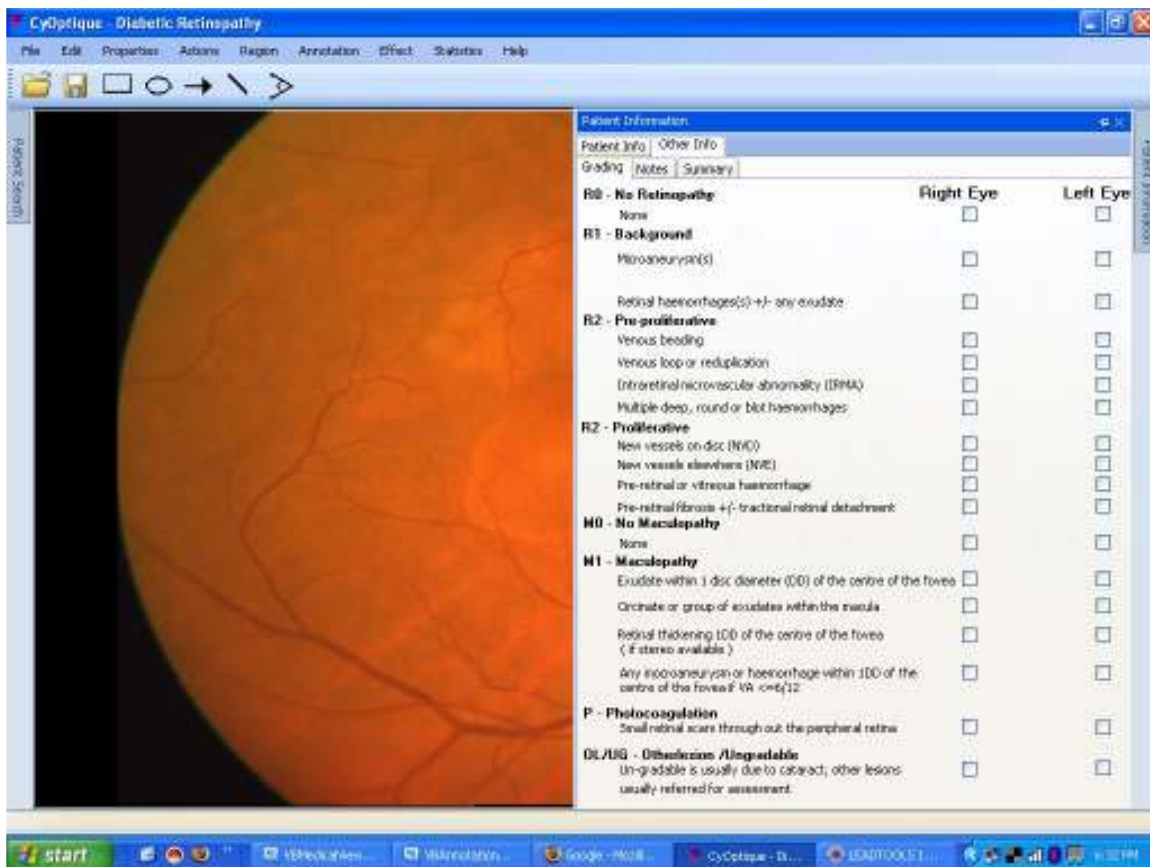 CyOptique - Diabetic Retinopathy
File Edit Properties Actions Region Annotation Effect Statistics Help
Patient Search
Patient Information
Patient Information
Patient Info Other Info
Grading Notes Summary
R0 - No Retinopathy Right Eye Left Eye
None
R1 - Background
Microaneurysm(s)
Retinal haemorrhages(s) +/- any exudate
R2 - Pre-proliferative
Venous beading
Venous loop or reduplication
Intraretinal microvascular abnormality (IRMA)
Multiple deep, round or blot haemorrhages
R2 - Proliferative
New vessels on disc (NVD)
New vessels elsewhere (NVE)
Pre-retinal or vitreous haemorrhage
Pre-retinal fibrosis +/- tractional retinal detachment
M0 - No Maculopathy
None
M1 - Maculopathy
Exudate within 1 disc diameter (DD) of the centre of the fovea
Circinate or group of exudates within the macula
Retinal thickening 1DD of the centre of the fovea
( if stereo available )
Any microaneurysm or haemorrhage within 1DD of the
centre of the fovea if VA <=6/12
P - Photocoagulation
Small retinal scars through out the peripheral retina
OL/UG - Otherlesion /Ungradable
Un-gradable is usually due to cataract, other lesions
usually referred for assessment
start VBMedicalView... VBAnnotation... Google - Mozill... CyOptique - Di... LEADTOOLS I...